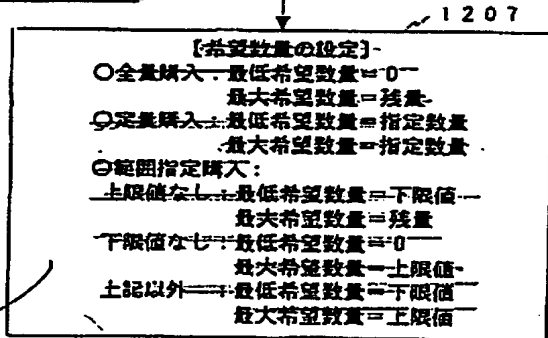 1207
[希望数量の設定]
○全量購入:最低希望数量=0
最大希望数量=残量
○定量購入:最低希望数量=指定数量
最大希望数量=指定数量
○範囲指定購入:
上限値なし:最低希望数量=下限値
最大希望数量=残量
下限値なし:最低希望数量=0
最大希望数量=上限値
上記以外:最低希望数量=下限値
最大希望数量=上限値